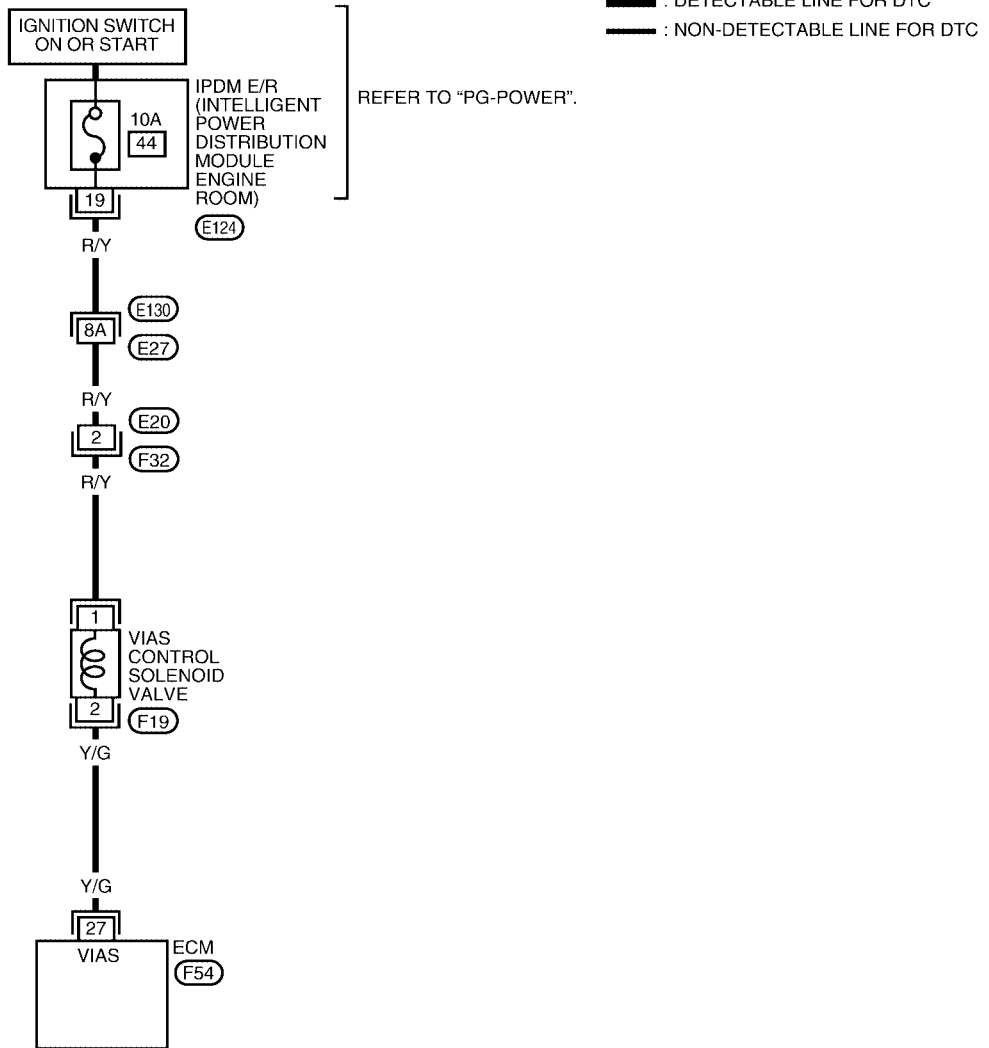 : DETECTABLE LINE FOR DTC
: NON-DETECTABLE LINE FOR DTC
IGNITION SWITCH
ON OR START
REFER TO “PG-POWER”.
10A
44
IPDM E/R
(INTELLIGENT
POWER
DISTRIBUTION
MODULE
ENGINE
ROOM)
19
E124
R/Y
E130
8A
E27
R/Y
E20
2
F32
R/Y
1
VIAS
CONTROL
SOLENOID
VALVE
2
F19
Y/G
Y/G
27
VIAS
ECM
F54